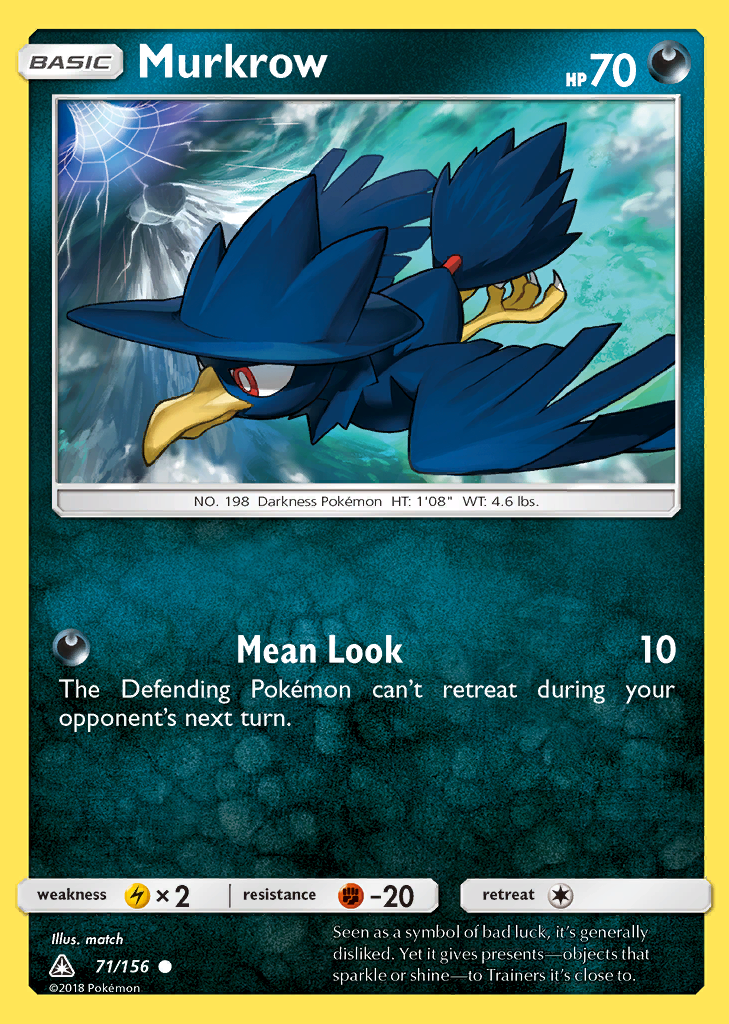 BASIC Murkrow HP 70
NO. 198 Darkness Pokémon HT: 1'08" WT: 4.6 lbs.
Mean Look 10
The Defending Pokémon can't retreat during your
opponent's next turn.
weakness ×2 resistance -20 retreat
Illus. match
71/156
©2018 Pokémon
Seen as a symbol of bad luck, it's generally
disliked. Yet it gives presents—objects that
sparkle or shine—to Trainers it's close to.